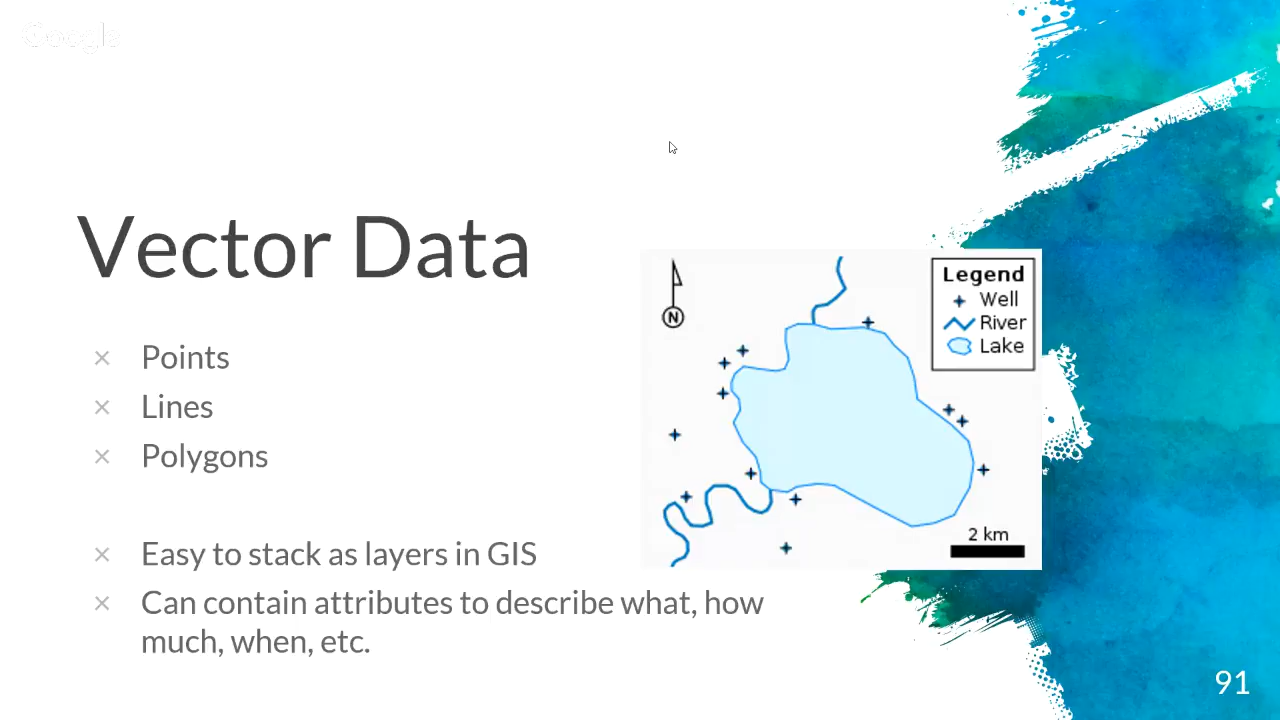 Google
Vector Data
× Points
× Lines
× Polygons
× Easy to stack as layers in GIS
× Can contain attributes to describe what, how
much, when, etc.
N
Legend
Well
River
Lake
2 km
91